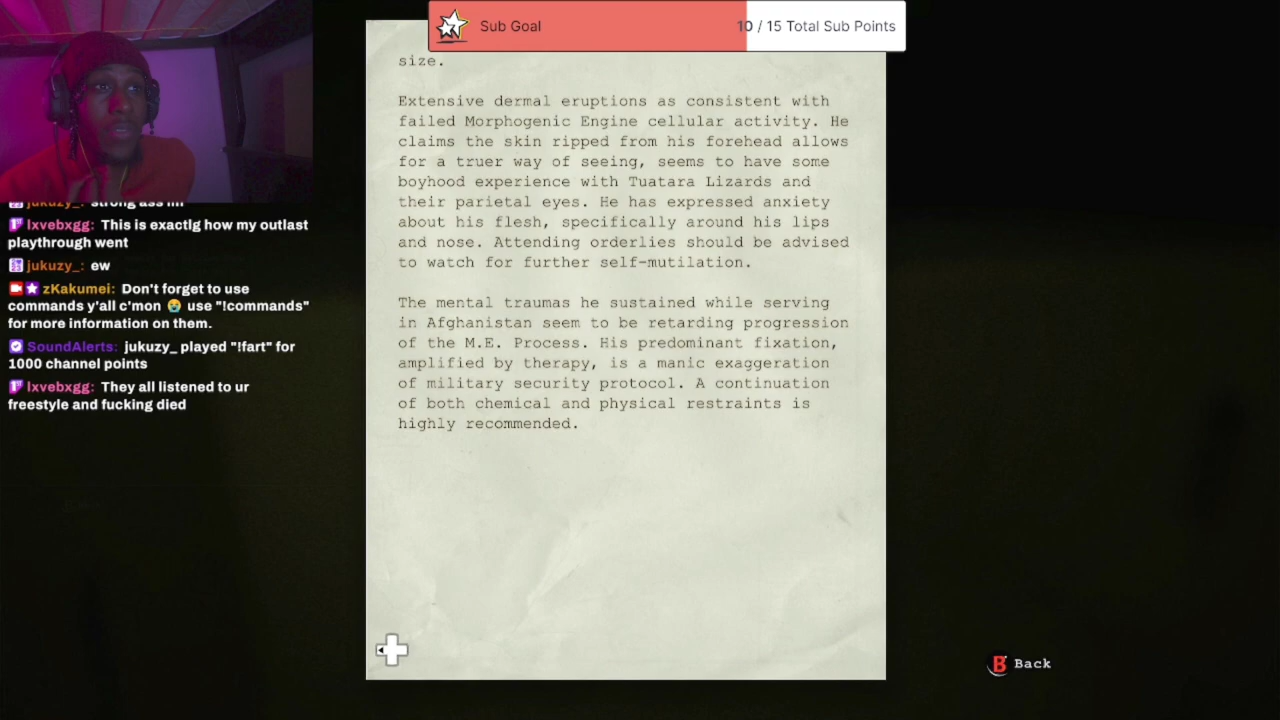 Sub Goal
10 / 15 Total Sub Points
size.
Extensive dermal eruptions as consistent with
failed Morphogenic Engine cellular activity. He
claims the skin ripped from his forehead allows
for a truer way of seeing, seems to have some
boyhood experience with Tuatara Lizards and
their parietal eyes. He has expressed anxiety
about his flesh, specifically around his lips
and nose. Attending orderlies should be advised
to watch for further self-mutilation.
The mental traumas he sustained while serving
in Afghanistan seem to be retarding progression
of the M.E. Process. His predominant fixation,
amplified by therapy, is a manic exaggeration
of military security protocol. A continuation
of both chemical and physical restraints is
highly recommended.
jukuzy_: strong ass
lxvebxgg: This is exactlg how my outlast
playthrough went
jukuzy_: ew
zKakumei: Don't forget to use
commands y'all c'mon 😭 use "!commands"
for more information on them.
SoundAlerts: jukuzy_ played "!fart" for
1000 channel points
lxvebxgg: They all listened to ur
freestyle and fucking died
B Back